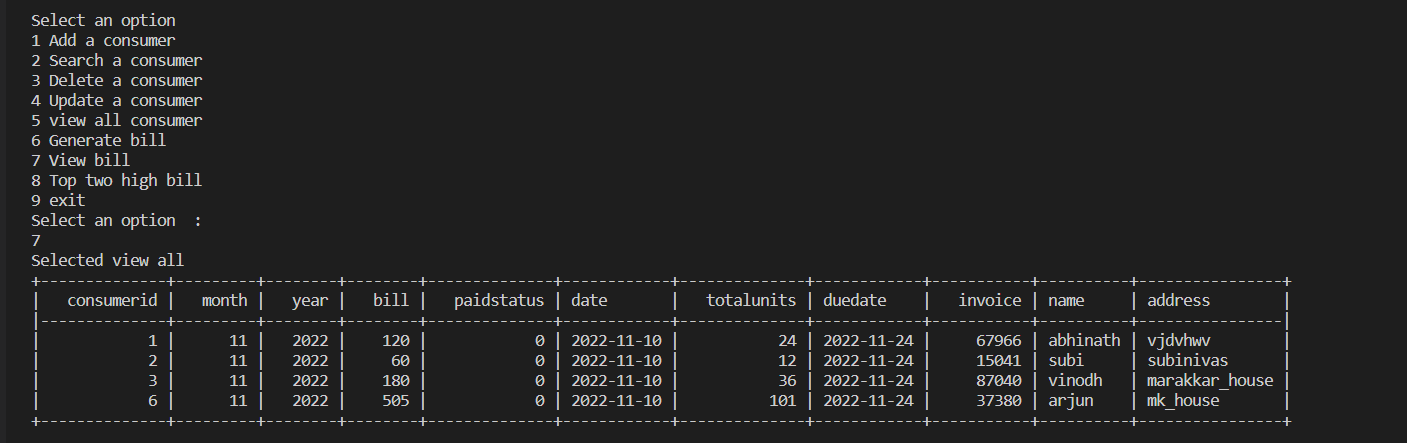 Select an option
1 Add a consumer
2 Search a consumer
3 Delete a consumer
4 Update a consumer
5 view all consumer
6 Generate bill
7 View bill
8 Top two high bill
9 exit
Select an option  :
7
Selected view all
+--------------+---------+--------+--------+--------------+------------+--------------+------------+-----------+----------+----------------+
|   consumerid |   month |   year |   bill |   paidstatus | date       |   totalunits | duedate    |   invoice | name     | address        |
|--------------+---------+--------+--------+--------------+------------+--------------+------------+-----------+----------+----------------|
|            1 |      11 |   2022 |    120 |            0 | 2022-11-10 |           24 | 2022-11-24 |     67966 | abhinath | vjdvhwv        |
|            2 |      11 |   2022 |     60 |            0 | 2022-11-10 |           12 | 2022-11-24 |     15041 | subi     | subinivas      |
|            3 |      11 |   2022 |    180 |            0 | 2022-11-10 |           36 | 2022-11-24 |     87040 | vinodh   | marakkar_house |
|            6 |      11 |   2022 |    505 |            0 | 2022-11-10 |          101 | 2022-11-24 |     37380 | arjun    | mk_house       |
+--------------+---------+--------+--------+--------------+------------+--------------+------------+-----------+----------+----------------+